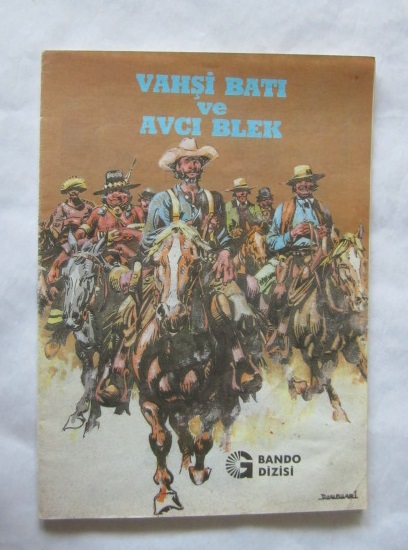 VAHŞİ BATI
ve
AVCI BLEK
G BANDO
DİZİSİ